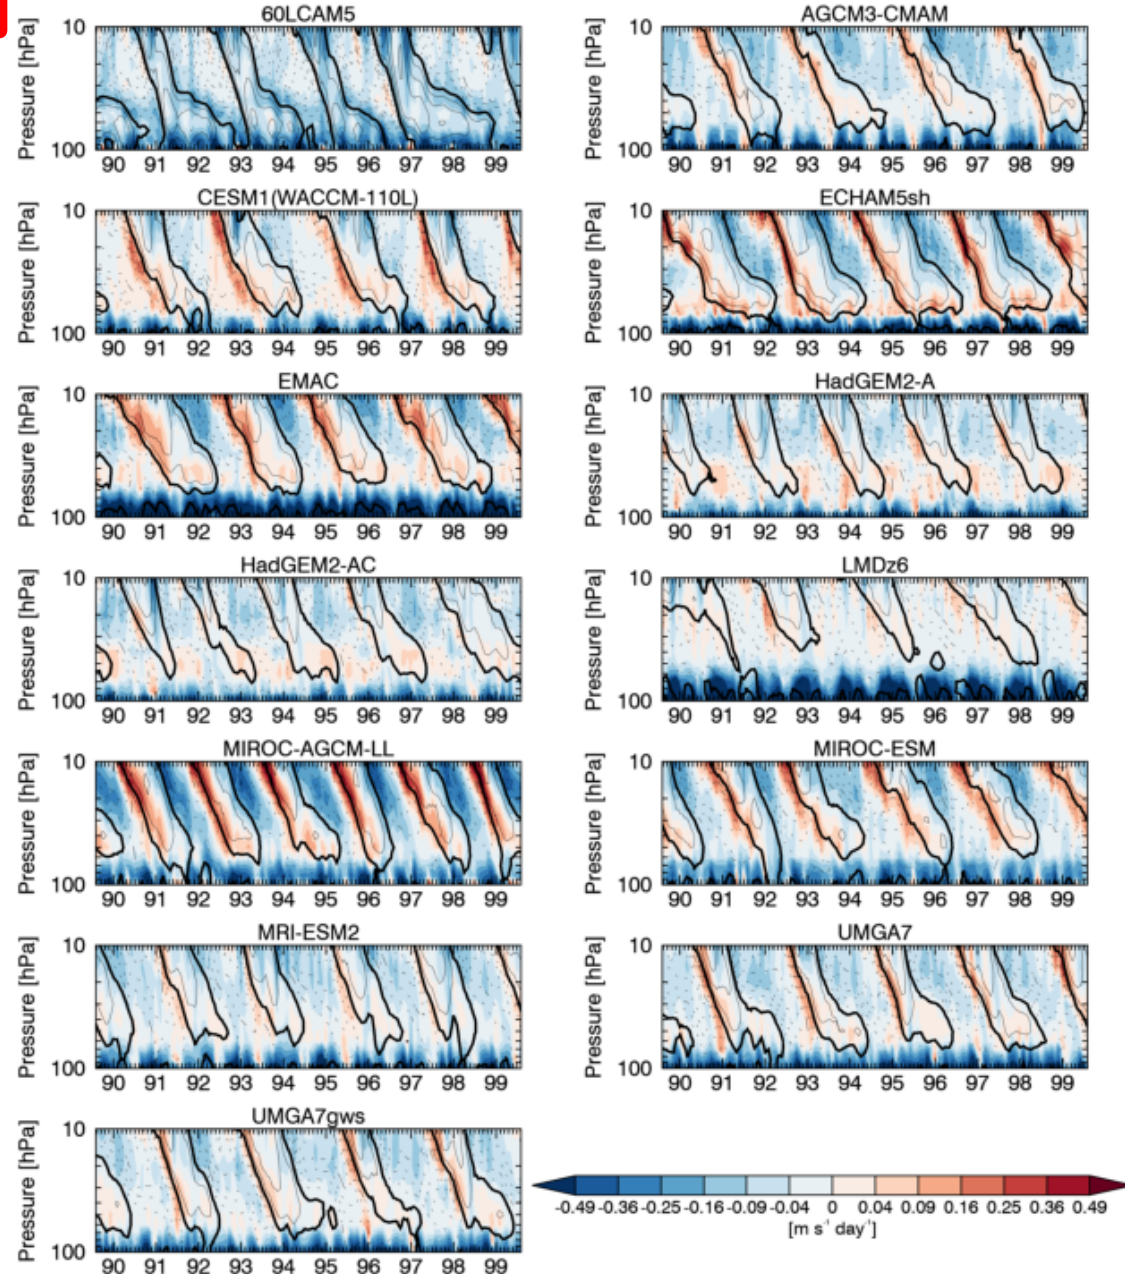 60LCAM5 AGCM3-CMAM
Pressure [hPa] 10 100 Pressure [hPa] 10 100
90 91 92 93 94 95 96 97 98 99 90 91 92 93 94 95 96 97 98 99
CESM1(WACCM-110L) ECHAM5sh
Pressure [hPa] 10 100 Pressure [hPa] 10 100
90 91 92 93 94 95 96 97 98 99 90 91 92 93 94 95 96 97 98 99
EMAC HadGEM2-A
Pressure [hPa] 10 100 Pressure [hPa] 10 100
90 91 92 93 94 95 96 97 98 99 90 91 92 93 94 95 96 97 98 99
HadGEM2-AC LMDz6
Pressure [hPa] 10 100 Pressure [hPa] 10 100
90 91 92 93 94 95 96 97 98 99 90 91 92 93 94 95 96 97 98 99
MIROC-AGCM-LL MIROC-ESM
Pressure [hPa] 10 100 Pressure [hPa] 10 100
90 91 92 93 94 95 96 97 98 99 90 91 92 93 94 95 96 97 98 99
MRI-ESM2 UMGA7
Pressure [hPa] 10 100 Pressure [hPa] 10 100
90 91 92 93 94 95 96 97 98 99 90 91 92 93 94 95 96 97 98 99
UMGA7gws
Pressure [hPa] 10 100
90 91 92 93 94 95 96 97 98 99
-0.49 -0.36 -0.25 -0.16 -0.09 -0.04 0 0.04 0.09 0.16 0.25 0.36 0.49
[m s⁻¹ day⁻¹]